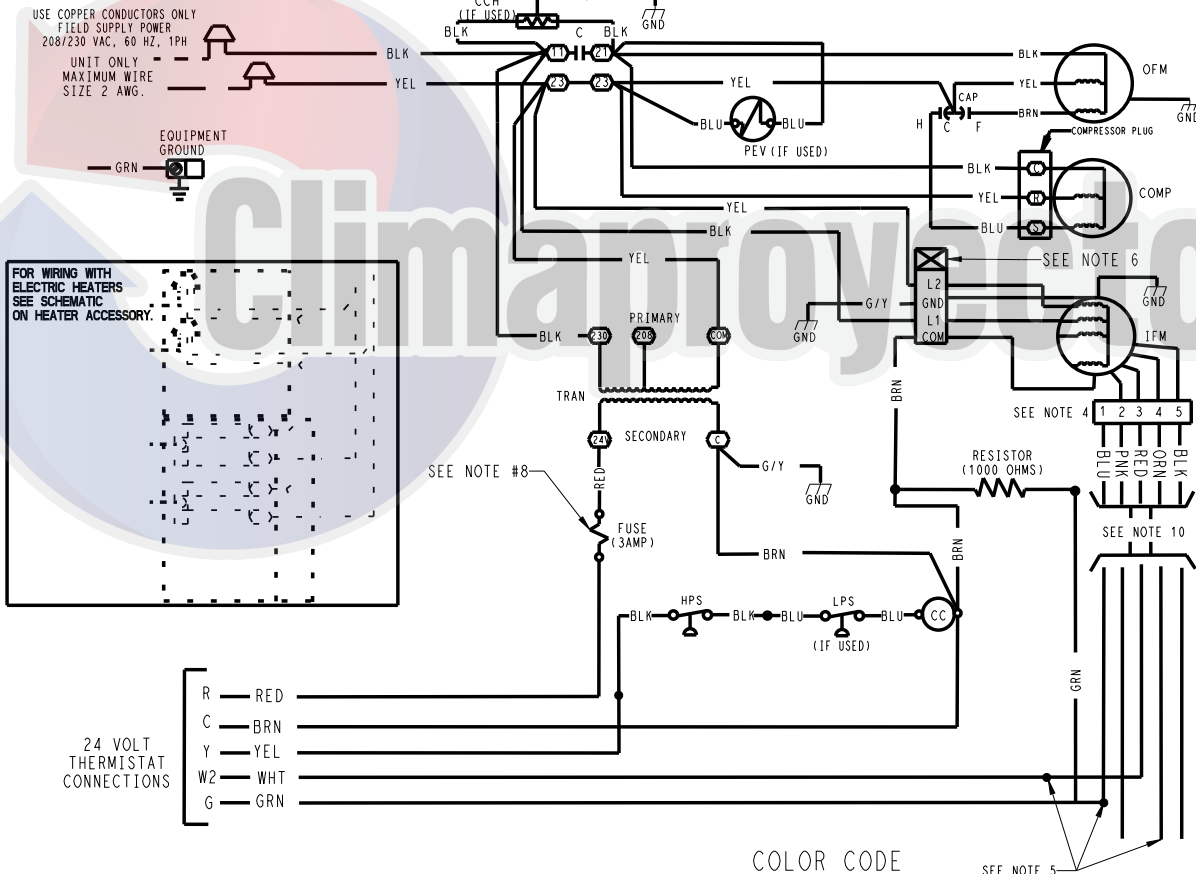 USE COPPER CONDUCTORS ONLY
FIELD SUPPLY POWER
208/230 VAC, 60 HZ, 1PH
UNIT ONLY
MAXIMUM WIRE
SIZE 2 AWG.
CCH
(IF USED)
GND
BLK
C
BLK
11
21
BLK
YEL
23
23
YEL
BLU
BLU
PEV (IF USED)
BLK
YEL
BRN
CAP
H
C
F
OFM
GND
COMPRESSOR PLUG
EQUIPMENT
GROUND
GRN
BLK
C
YEL
R
BLU
S
COMP
YEL
BLK
YEL
Climaproyecto
SEE NOTE 6
L2
GND
L1
COM
G/Y
GND
GND
IFM
FOR WIRING WITH
ELECTRIC HEATERS
SEE SCHEMATIC
ON HEATER ACCESSORY.
PRIMARY
BLK
230
208
COM
TRAN
24V
SECONDARY
C
BRN
SEE NOTE 4
1 2 3 4 5
BLU
PNK
RED
ORN
BLK
SEE NOTE #8
RED
G/Y
GND
RESISTOR
(1000 OHMS)
FUSE
(3AMP)
SEE NOTE 10
BRN
BRN
HPS
LPS
BLK
BLK
BLU
BLU
CC
(IF USED)
GRN
24 VOLT
THERMISTAT
CONNECTIONS
R RED
C BRN
Y YEL
W2 WHT
G GRN
COLOR CODE
SEE NOTE 5